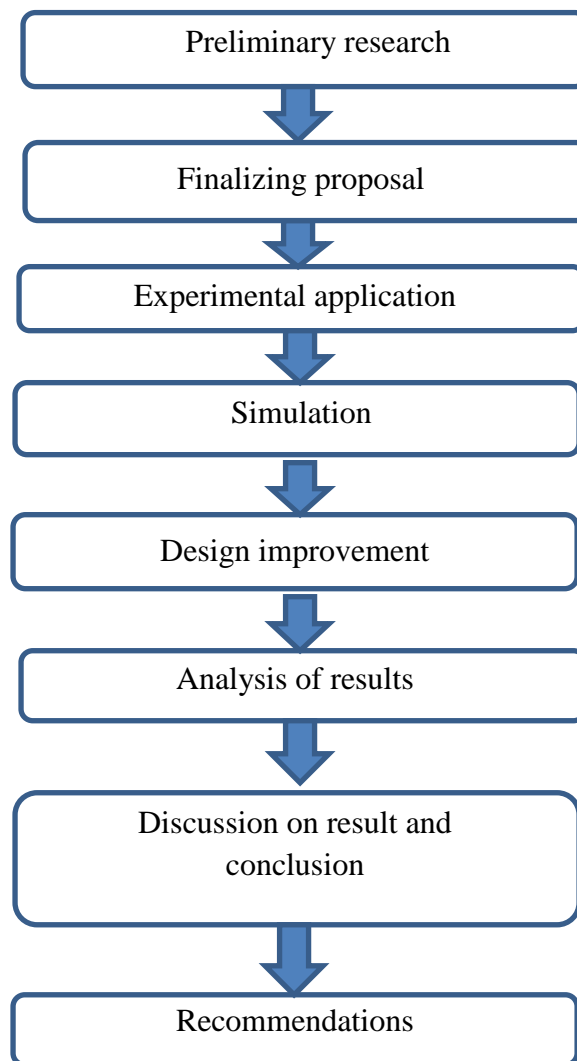 Preliminary research
Finalizing proposal
Experimental application
Simulation
Design improvement
Analysis of results
Discussion on result and
conclusion
Recommendations